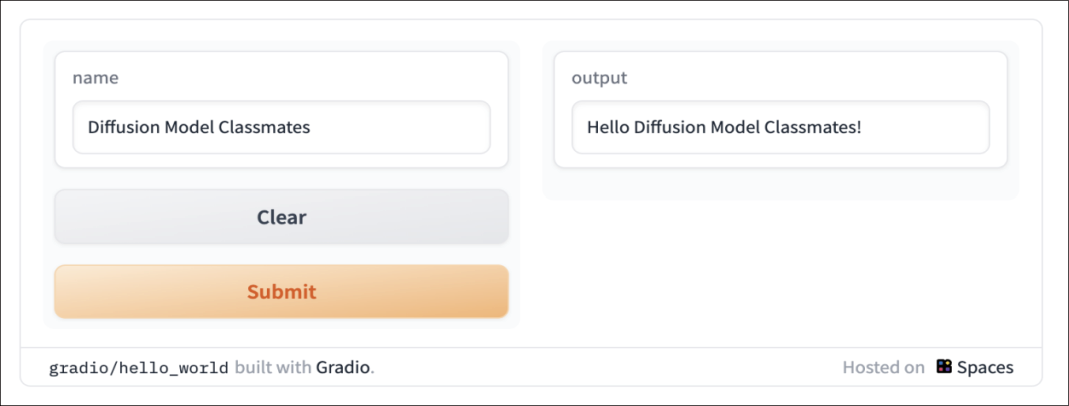 name
Diffusion Model Classmates
Clear
Submit
output
Hello Diffusion Model Classmates!
gradio/hello_world built with Gradio.
Hosted on Spaces